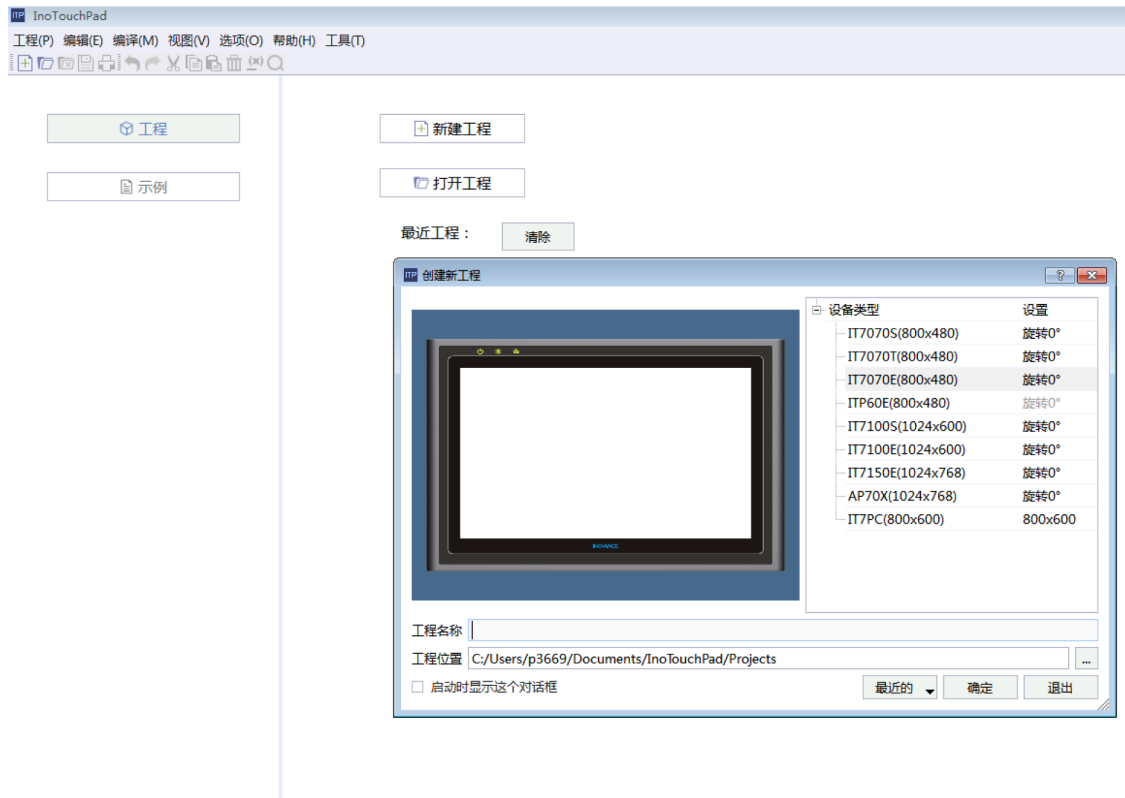 ITP InoTouchPad
工程(P) 编辑(E) 编译(M) 视图(V) 选项(O) 帮助(H) 工具(T)
工程
示例
新建工程
打开工程
最近工程： 清除
ITP 创建新工程
设备类型 设置
IT7070S(800x480) 旋转0°
IT7070T(800x480) 旋转0°
IT7070E(800x480) 旋转0°
ITP60E(800x480) 旋转0°
IT7100S(1024x600) 旋转0°
IT7100E(1024x600) 旋转0°
IT7150E(1024x768) 旋转0°
AP70X(1024x768) 旋转0°
IT7PC(800x600) 800x600
INOVANCE
工程名称
工程位置 C:/Users/p3669/Documents/InoTouchPad/Projects ...
启动时显示这个对话框
最近的 确定 退出